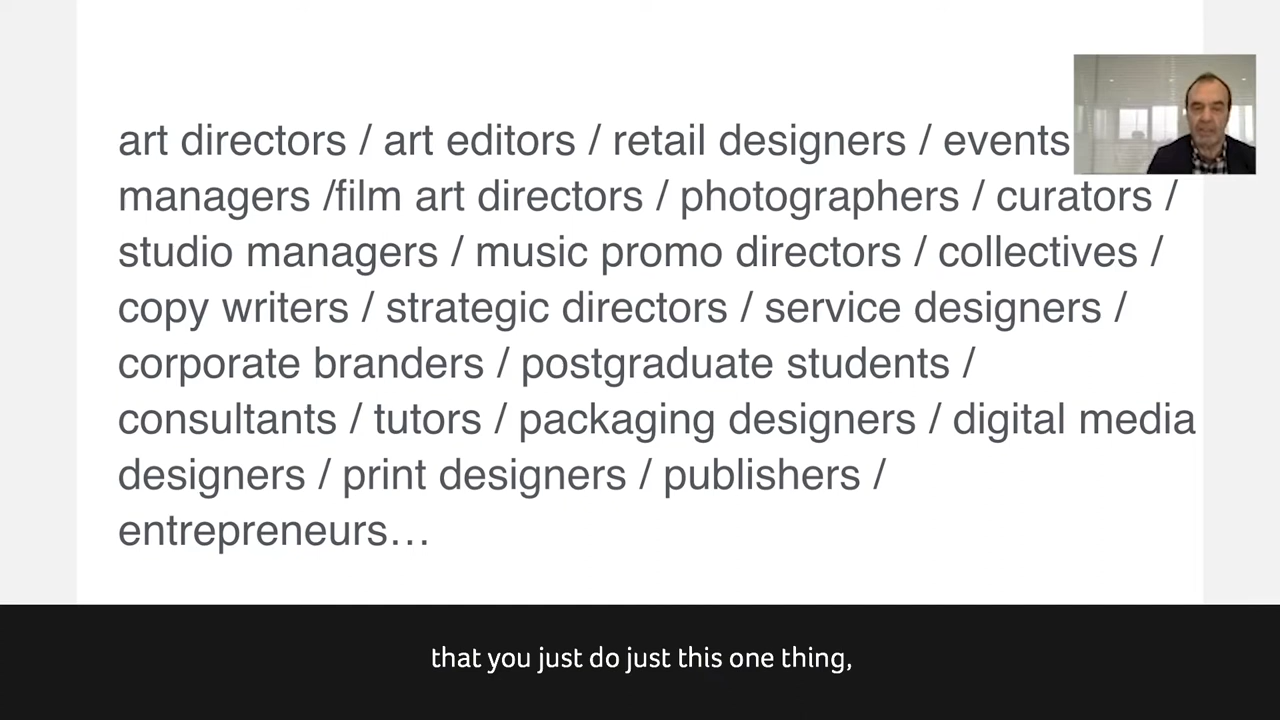 art directors / art editors / retail designers / events
managers /film art directors / photographers / curators /
studio managers / music promo directors / collectives /
copy writers / strategic directors / service designers /
corporate branders / postgraduate students /
consultants / tutors / packaging designers / digital media
designers / print designers / publishers /
entrepreneurs…
that you just do just this one thing,